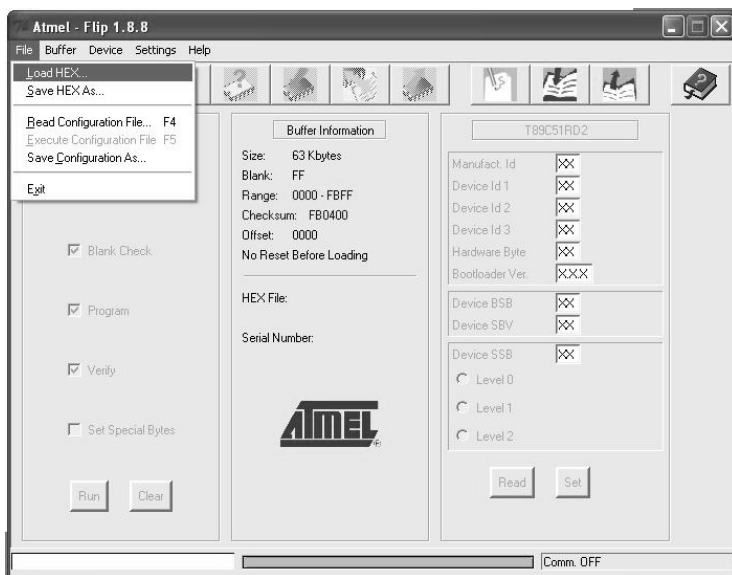 Atmel - Flip 1.8.8
File Buffer Device Settings Help
Load HEX...
Save HEX As...
Read Configuration File... F4
Execute Configuration File F5
Save Configuration As...
Exit
Blank Check
Program
Verify
Set Special Bytes
Run Clear
Buffer Information
Size: 63 Kbytes
Blank: FF
Range: 0000 - FBFF
Checksum: FB0400
Offset: 0000
No Reset Before Loading
HEX File:
Serial Number:
ATMEL
T89C51RD2
Manufact. Id XX
Device Id 1 XX
Device Id 2 XX
Device Id 3 XX
Hardware Byte XX
Bootloader Ver. XXX
Device BSB XX
Device SBV XX
Device SSB XX
Level 0
Level 1
Level 2
Read Set
Comm. OFF